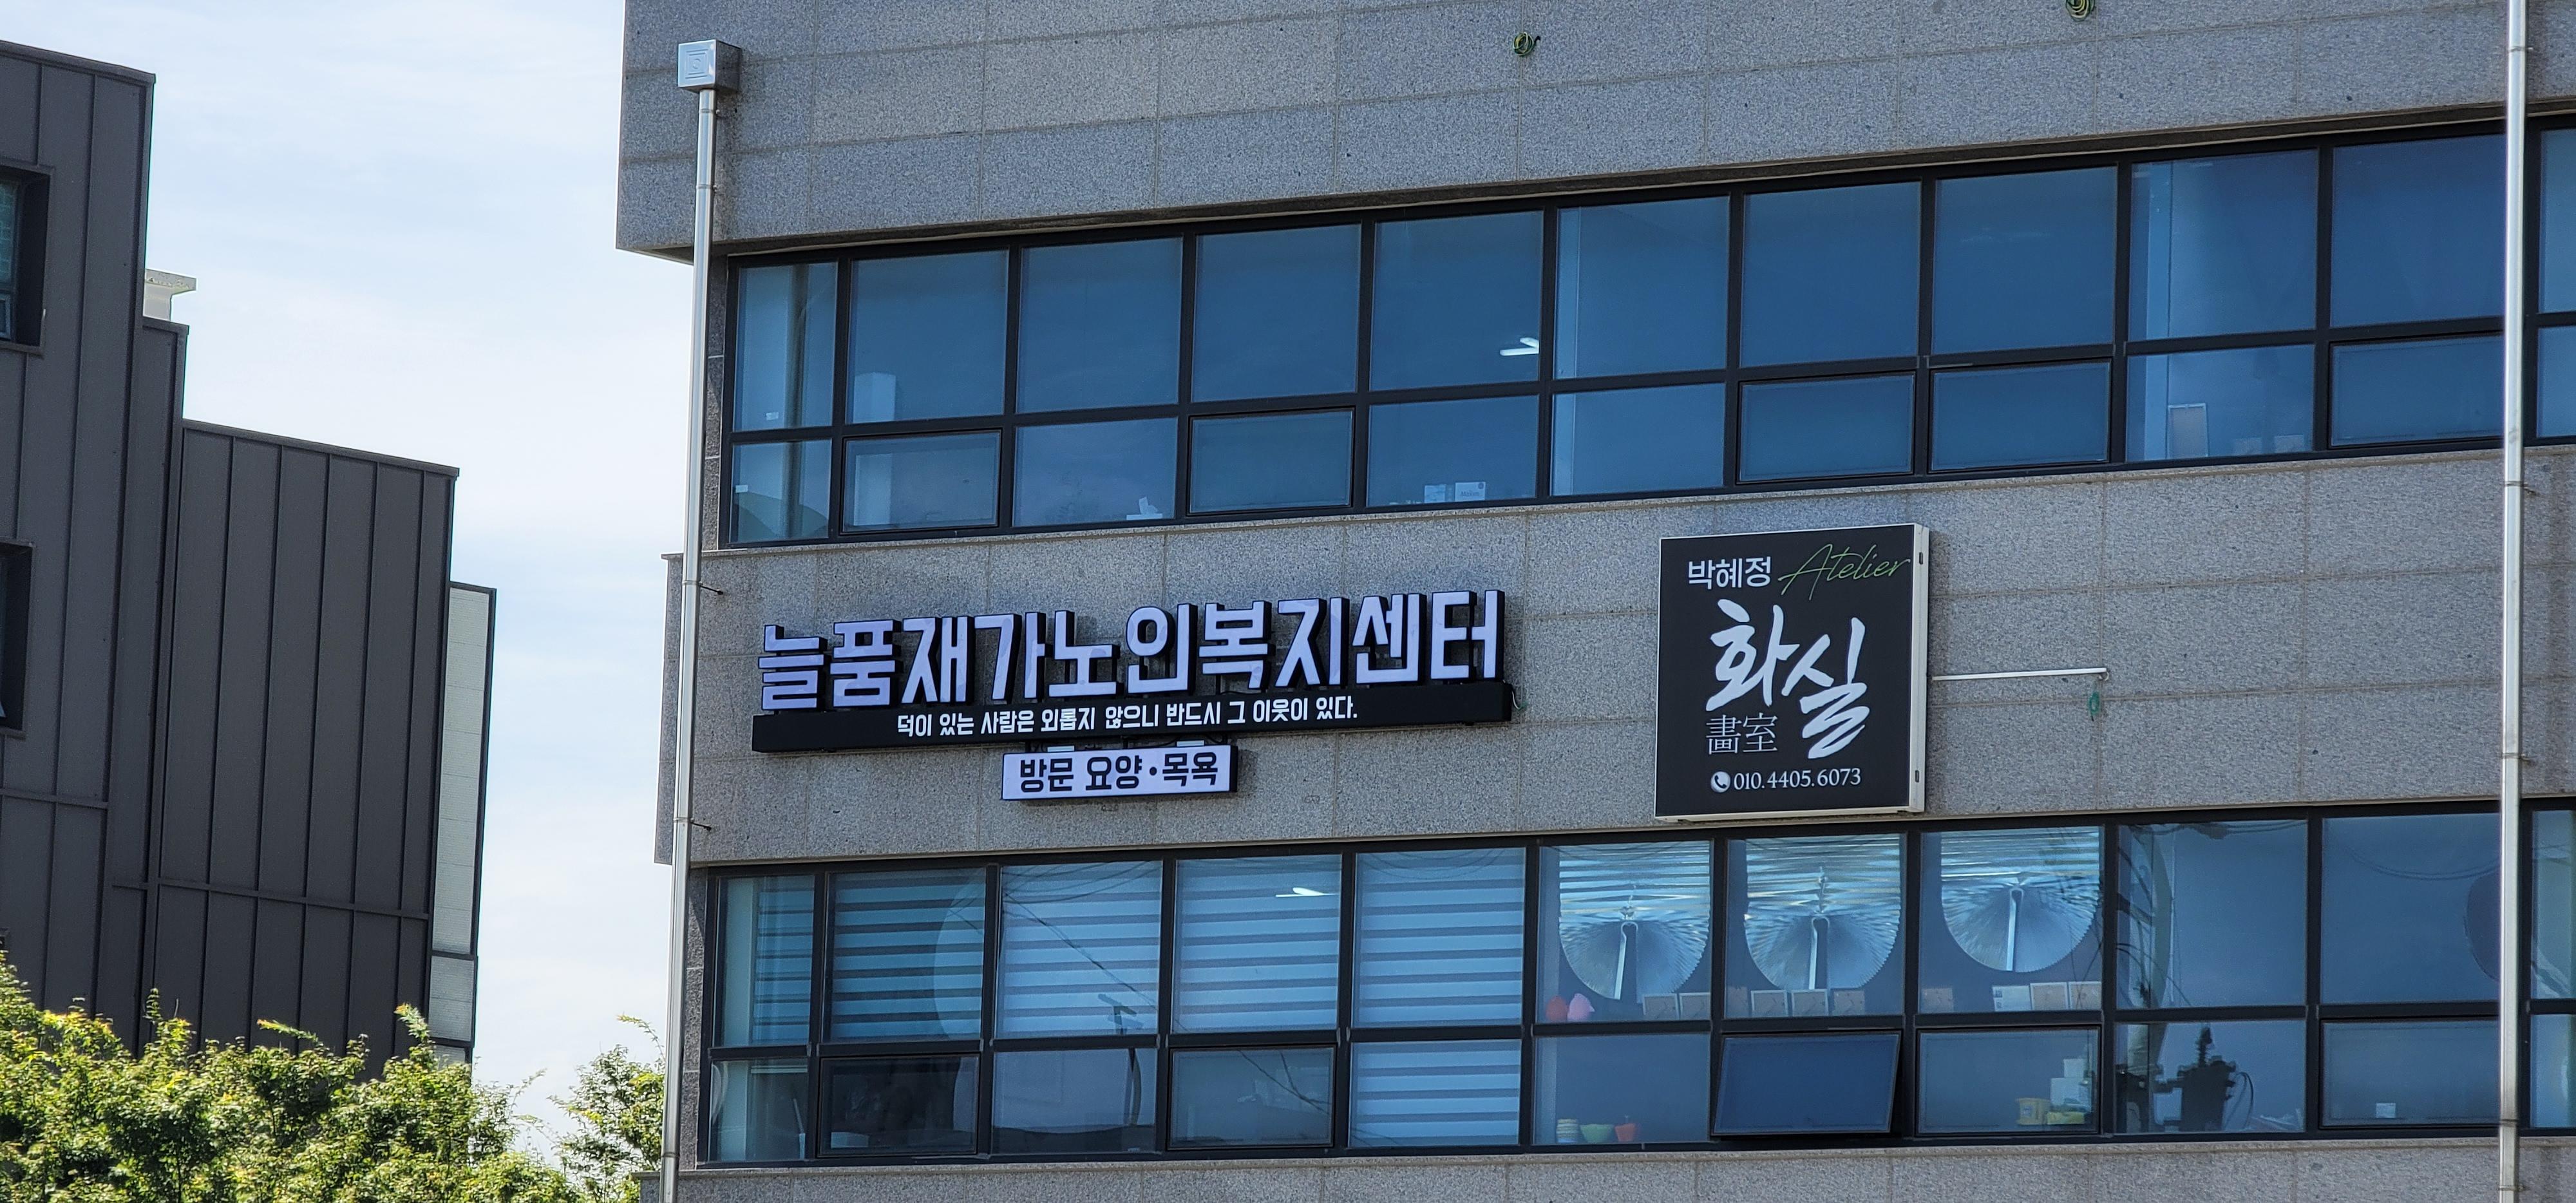 늘품재가노인복지센터
덕이 있는 사람은 외롭지 않으니 반드시 그 이웃이 있다.
방문 요양·목욕
박혜정 Atelier
화실
畵室
010.4405.6073